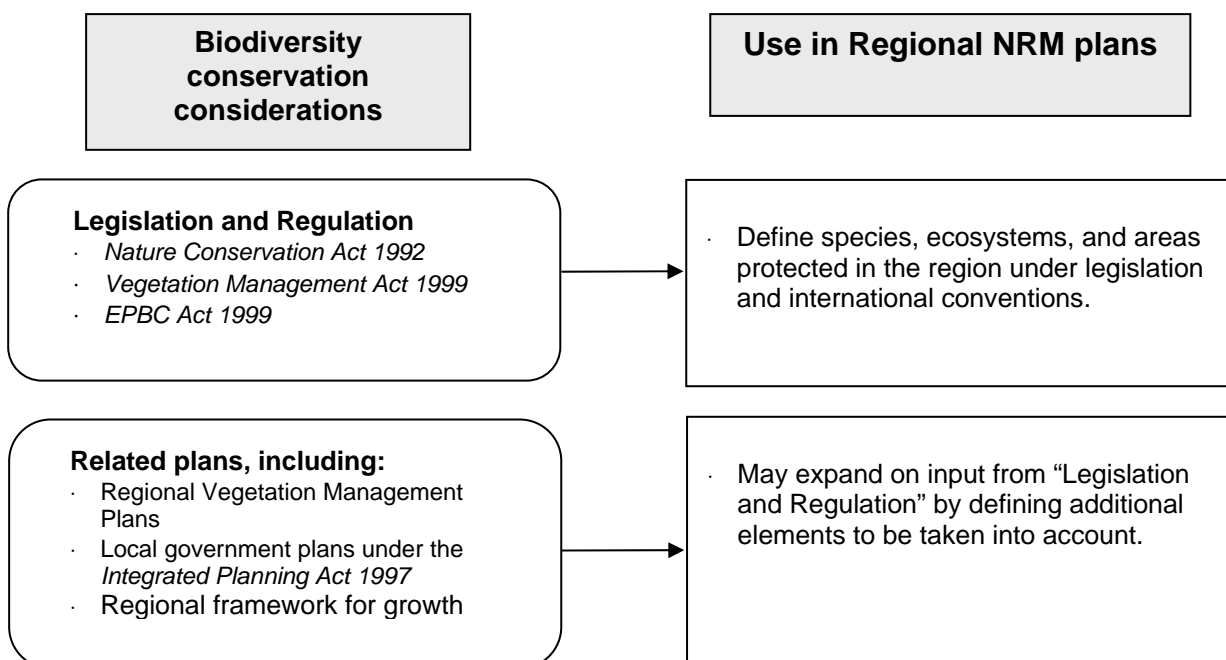 Biodiversity
conservation
considerations
Use in Regional NRM plans
Legislation and Regulation
· Nature Conservation Act 1992
· Vegetation Management Act 1999
· EPBC Act 1999
· Define species, ecosystems, and areas
protected in the region under legislation
and international conventions.
Related plans, including:
· Regional Vegetation Management
Plans
· Local government plans under the
Integrated Planning Act 1997
· Regional framework for growth
· May expand on input from “Legislation
and Regulation” by defining additional
elements to be taken into account.